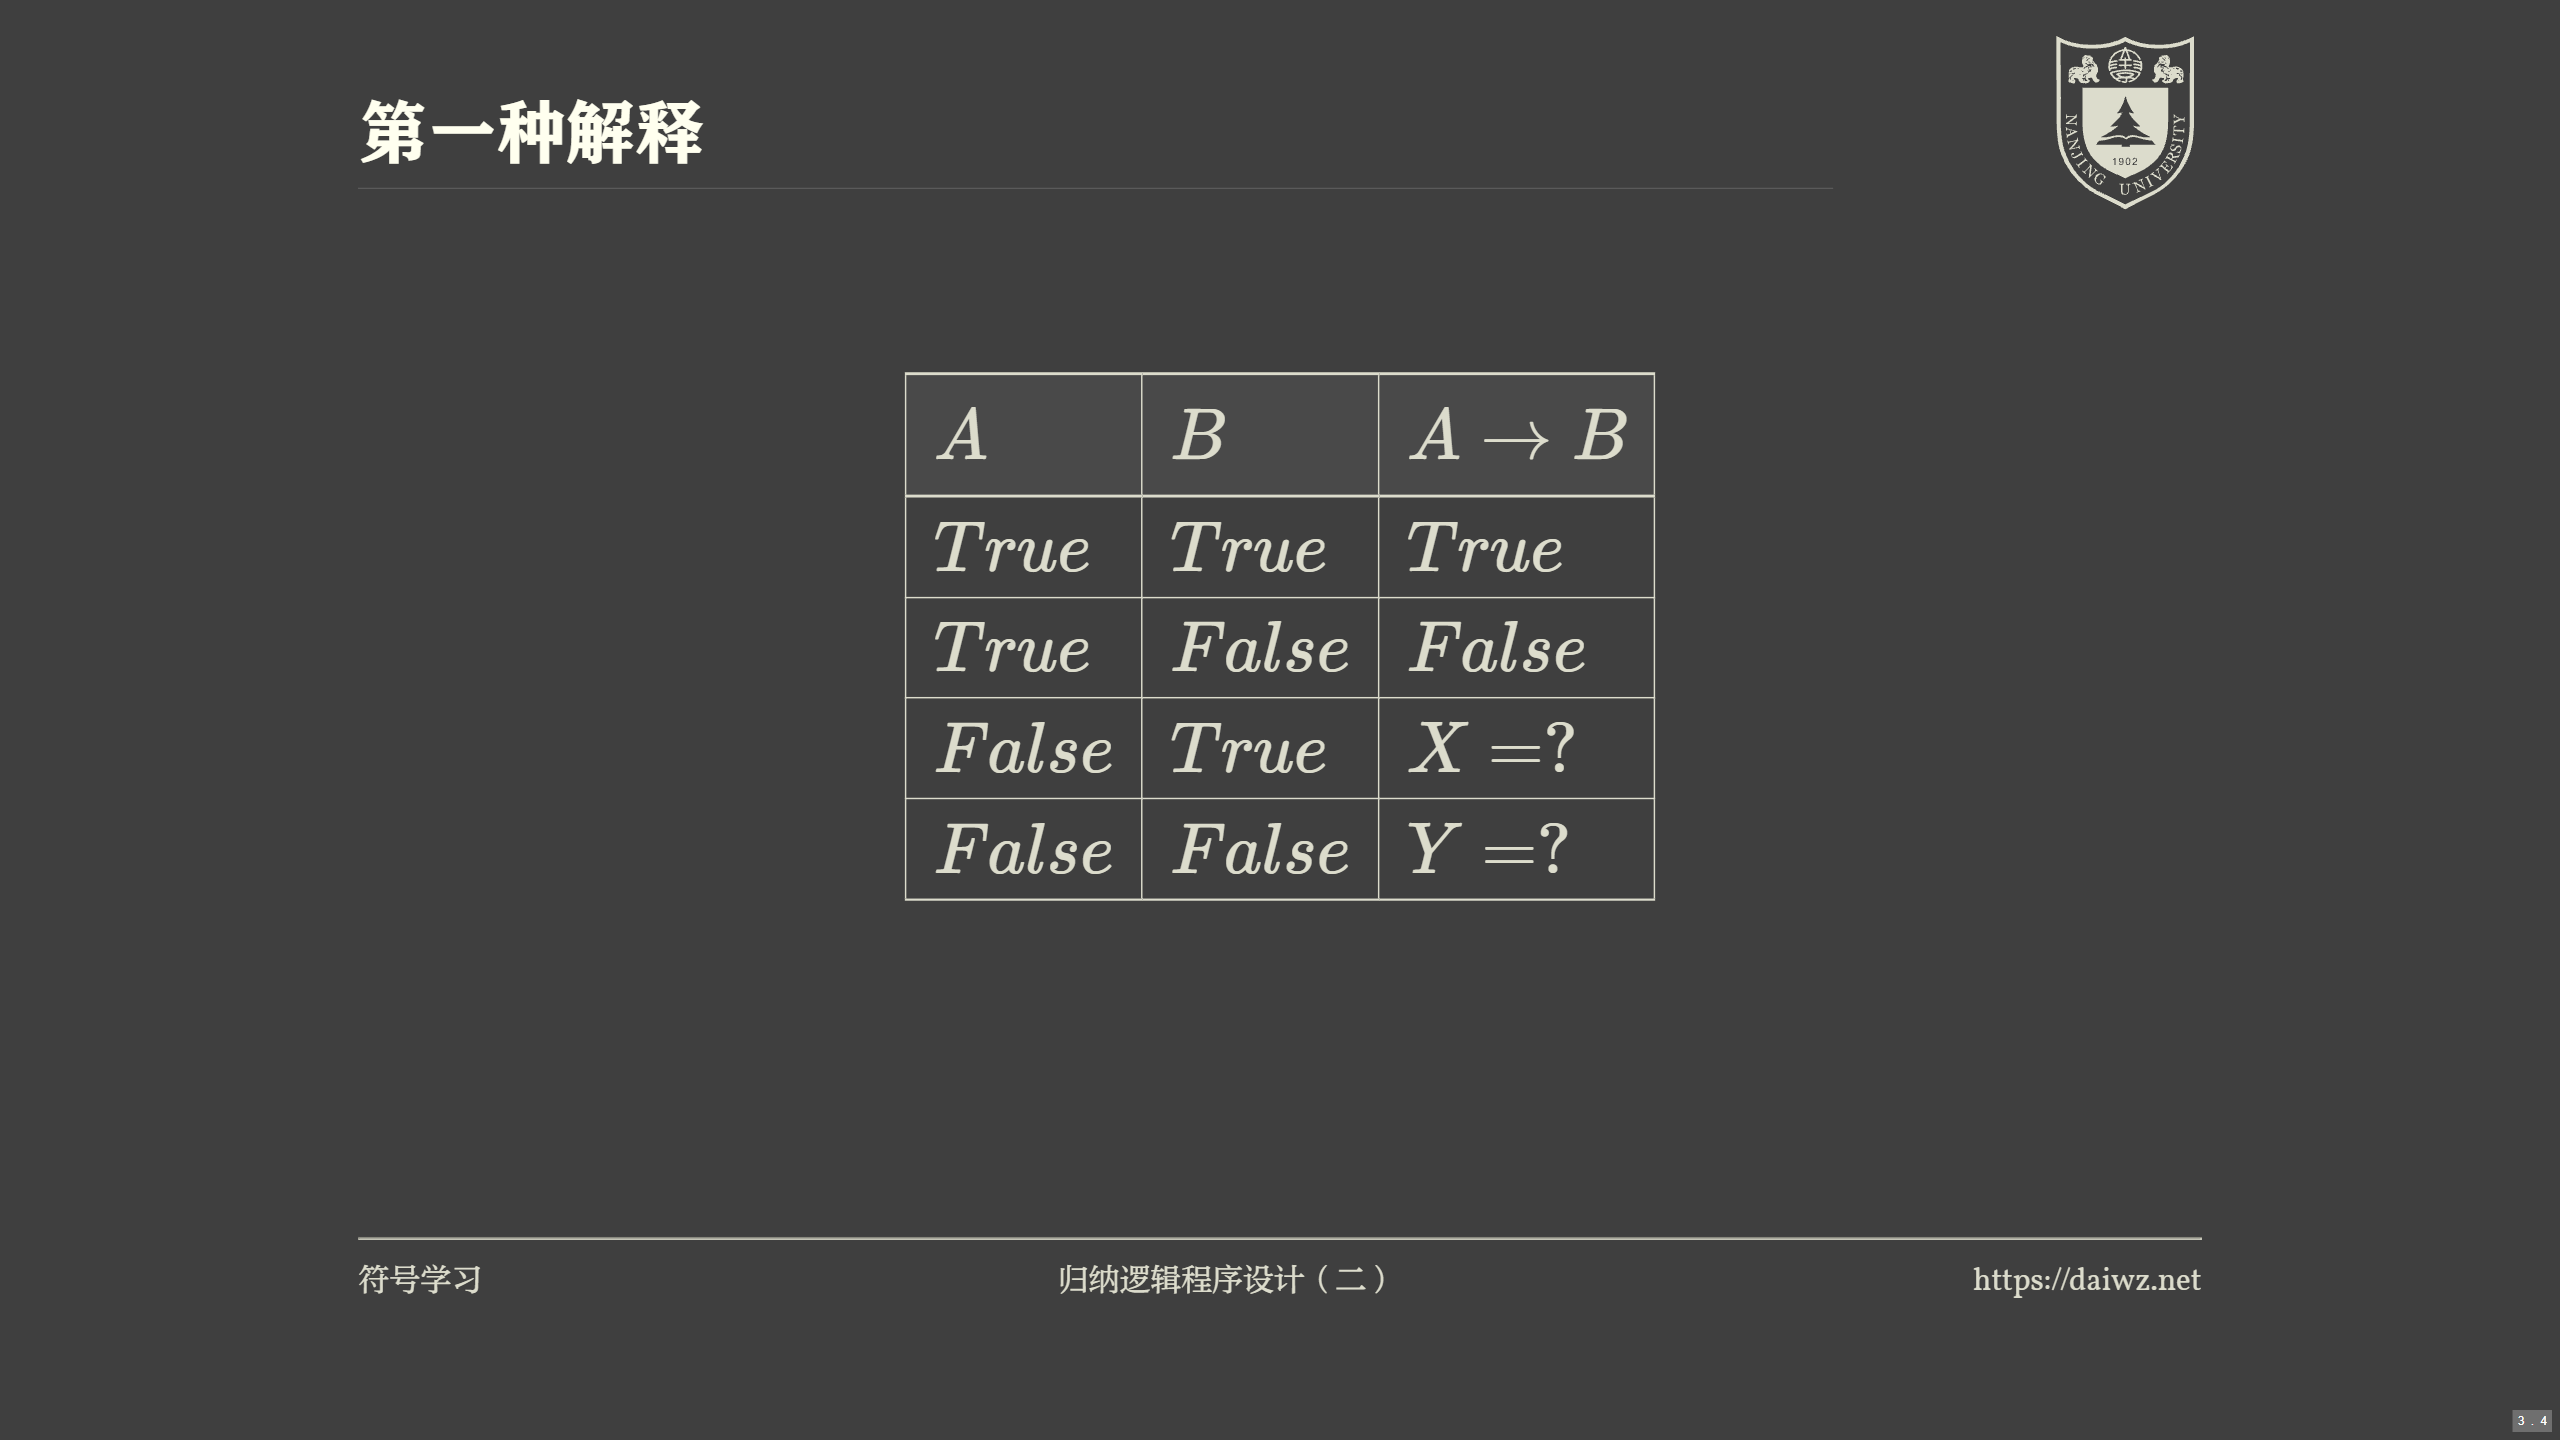 第一种解释
NANJING UNIVERSITY
1902
A B A → B
True True True
True False False
False True X =?
False False Y =?
符号学习 归纳逻辑程序设计（二） https://daiwz.net
3 . 4